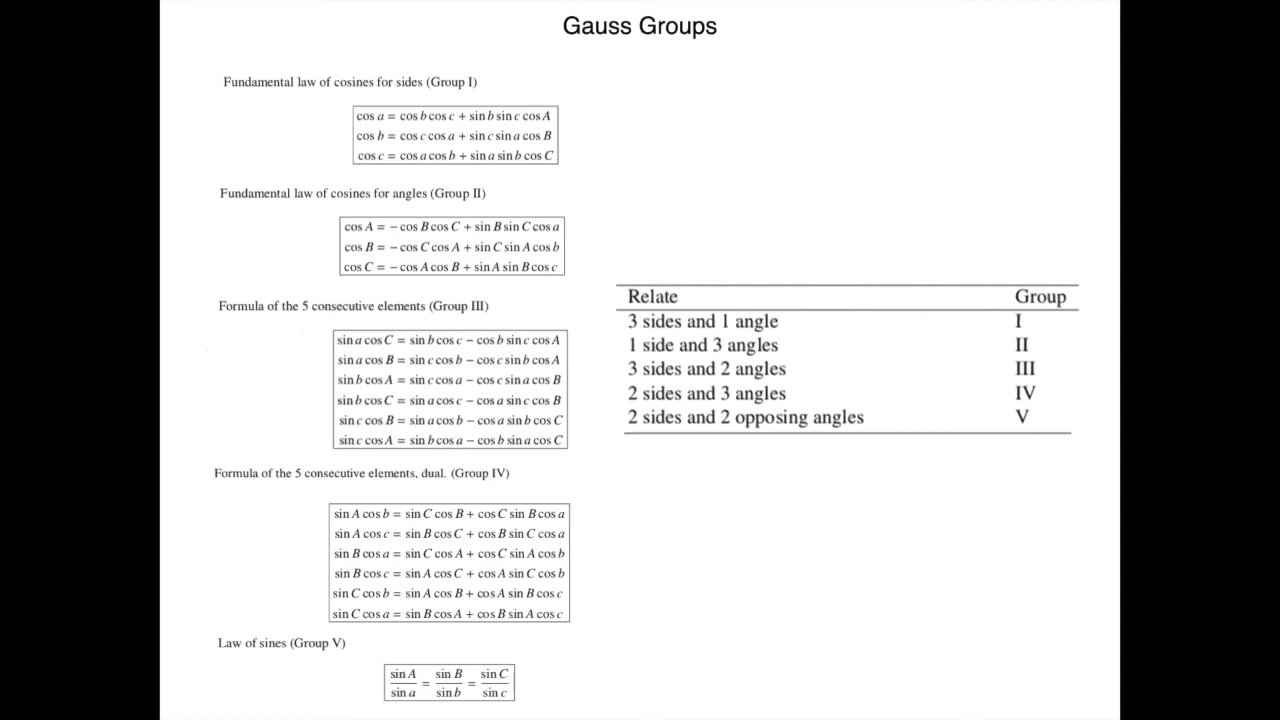 Gauss Groups
Fundamental law of cosines for sides (Group I)
cos a = cos b cos c + sin b sin c cos A
cos b = cos c cos a + sin c sin a cos B
cos c = cos a cos b + sin a sin b cos C
Fundamental law of cosines for angles (Group II)
cos A = − cos B cos C + sin B sin C cos a
cos B = − cos C cos A + sin C sin A cos b
cos C = − cos A cos B + sin A sin B cos c
Formula of the 5 consecutive elements (Group III)
sin a cos C = sin b cos c − cos b sin c cos A
sin a cos B = sin c cos b − cos c sin b cos A
sin b cos A = sin c cos a − cos c sin a cos B
sin b cos C = sin a cos c − cos a sin c cos B
sin c cos B = sin a cos b − cos a sin b cos C
sin c cos A = sin b cos a − cos b sin a cos C
Formula of the 5 consecutive elements, dual. (Group IV)
sin A cos b = sin C cos B + cos C sin B cos a
sin A cos c = sin B cos C + cos B sin C cos a
sin B cos a = sin C cos A + cos C sin A cos b
sin B cos c = sin A cos C + cos A sin C cos b
sin C cos b = sin A cos B + cos A sin B cos c
sin C cos a = sin B cos A + cos B sin A cos c
Law of sines (Group V)
sin A / sin a = sin B / sin b = sin C / sin c
Relate Group
3 sides and 1 angle I
1 side and 3 angles II
3 sides and 2 angles III
2 sides and 3 angles IV
2 sides and 2 opposing angles V